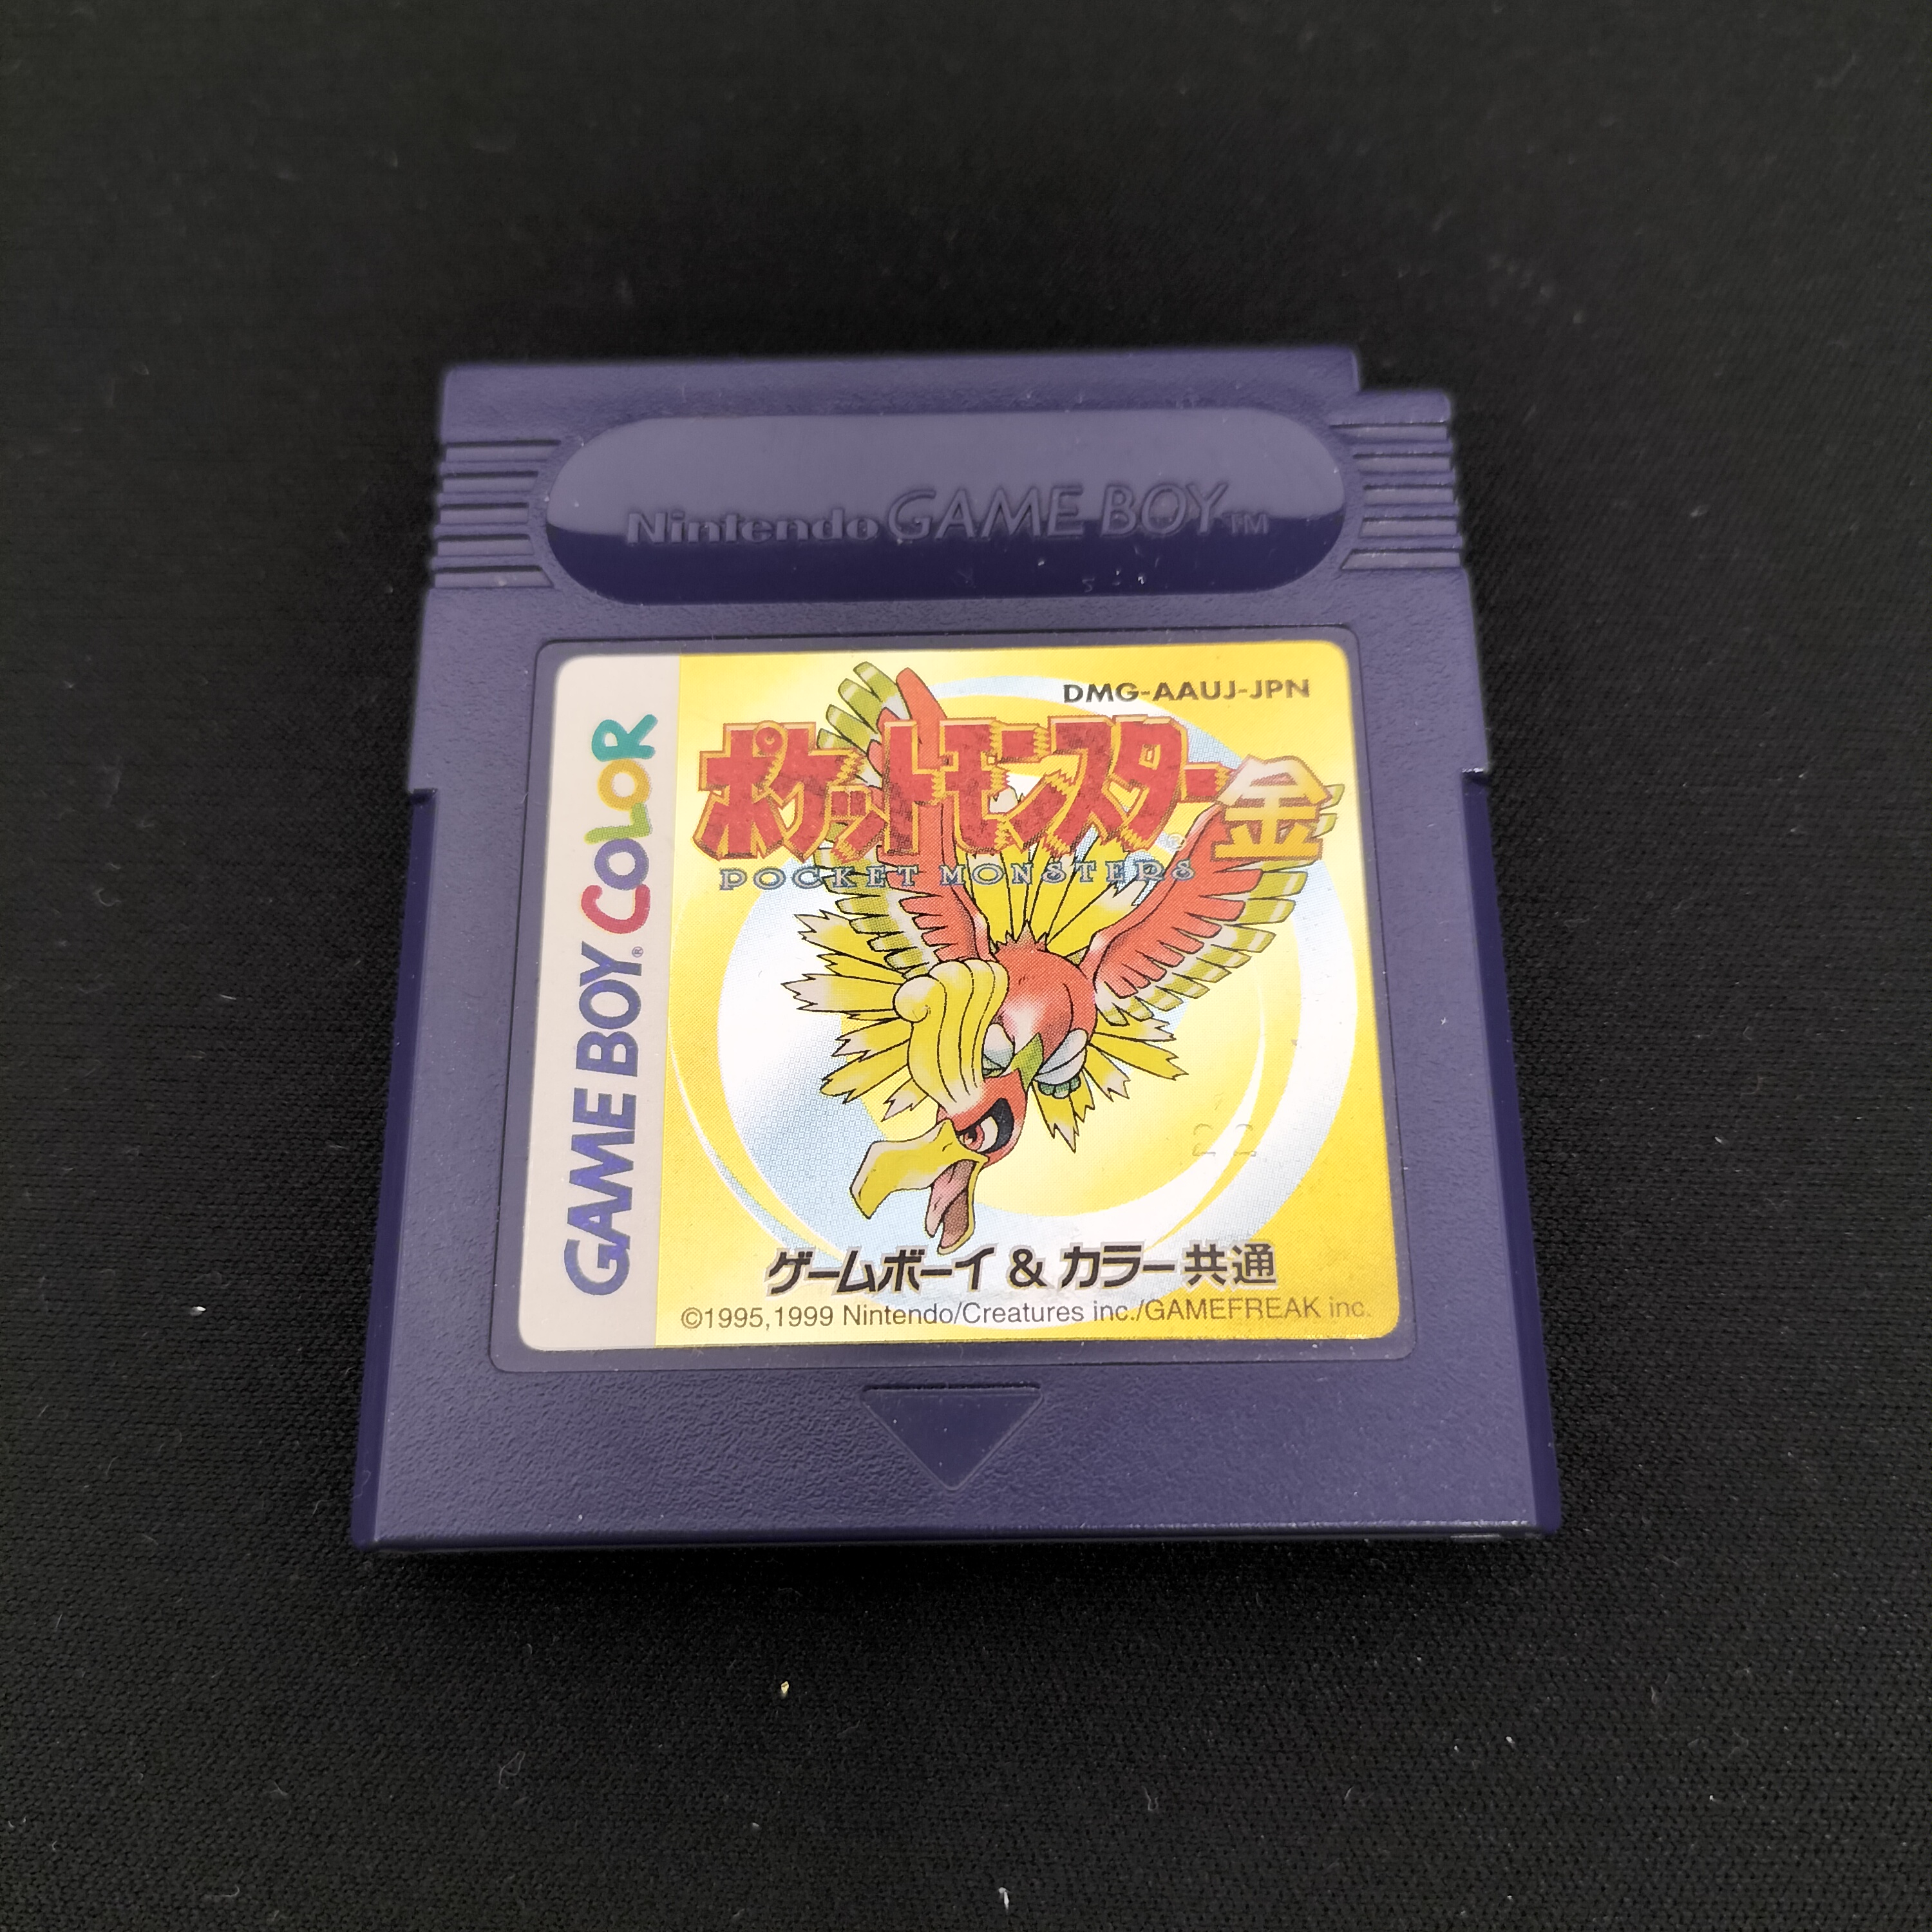 Nintendo GAME BOY TM
GAME BOY® COLOR
DMG-AAUJ-JPN
ポケットモンスター® 金
POCKET MONSTERS
ゲームボーイ & カラー共通
©1995,1999 Nintendo/Creatures inc./GAMEFREAK inc.